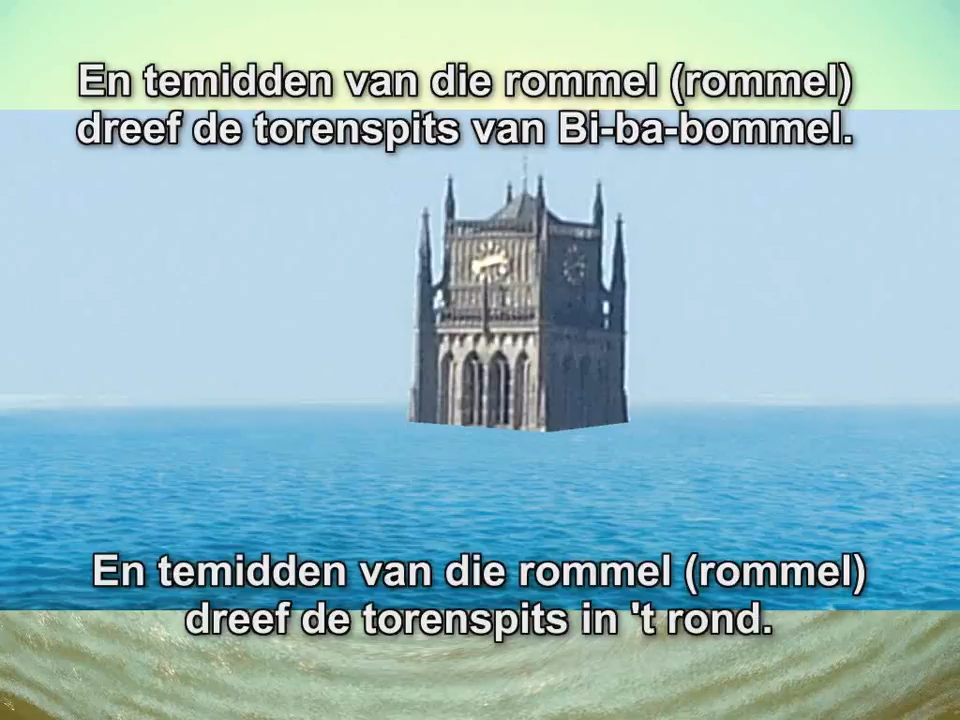 En temidden van die rommel (rommel)
dreef de torenspits van Bi-ba-bommel.
En temidden van die rommel (rommel)
dreef de torenspits in 't rond.